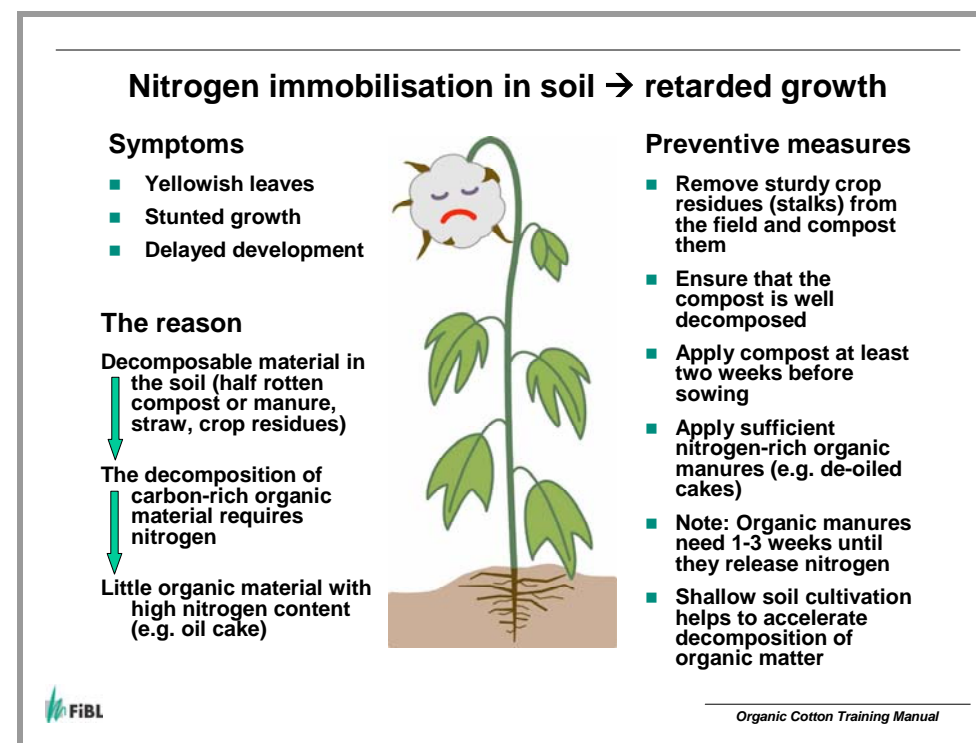 Nitrogen immobilisation in soil → retarded growth
Symptoms
Yellowish leaves
Stunted growth
Delayed development
The reason
Decomposable material in
the soil (half rotten
compost or manure,
straw, crop residues)
The decomposition of
carbon-rich organic
material requires
nitrogen
Little organic material with
high nitrogen content
(e.g. oil cake)
Preventive measures
Remove sturdy crop
residues (stalks) from
the field and compost
them
Ensure that the
compost is well
decomposed
Apply compost at least
two weeks before
sowing
Apply sufficient
nitrogen-rich organic
manures (e.g. de-oiled
cakes)
Note: Organic manures
need 1-3 weeks until
they release nitrogen
Shallow soil cultivation
helps to accelerate
decomposition of
organic matter
FiBL
Organic Cotton Training Manual